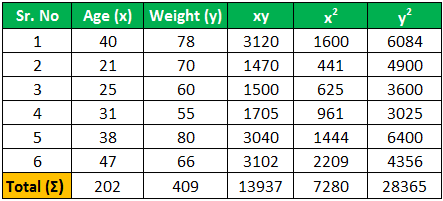 Sr. No Age (x) Weight (y) xy x² y²
1 40 78 3120 1600 6084
2 21 70 1470 441 4900
3 25 60 1500 625 3600
4 31 55 1705 961 3025
5 38 80 3040 1444 6400
6 47 66 3102 2209 4356
Total (Σ) 202 409 13937 7280 28365